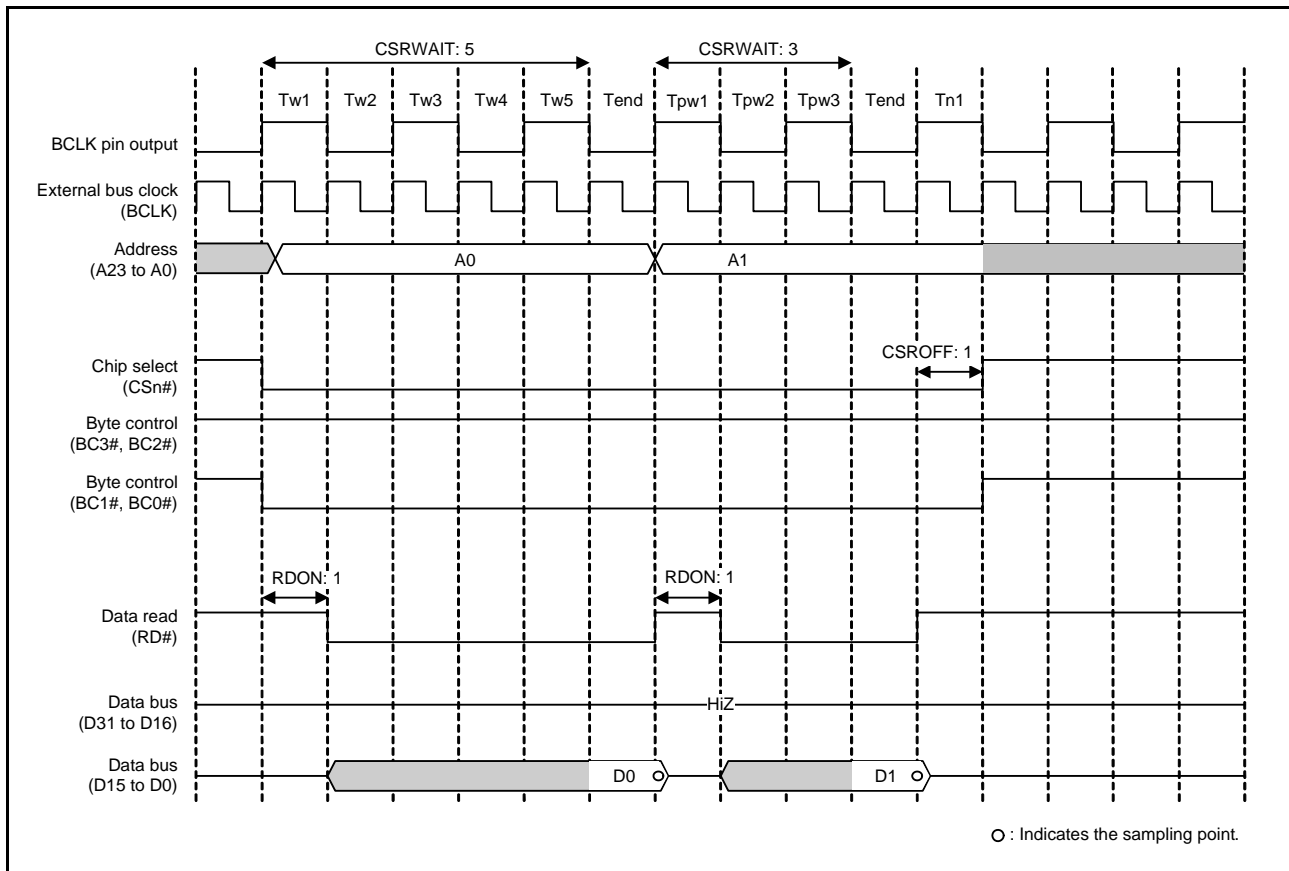 CSRWAIT: 5 CSRWAIT: 3
Tw1 Tw2 Tw3 Tw4 Tw5 Tend Tpw1 Tpw2 Tpw3 Tend Tn1
BCLK pin output
External bus clock
(BCLK)
Address
(A23 to A0)
A0 A1
CSROFF: 1
Chip select
(CSn#)
Byte control
(BC3#, BC2#)
Byte control
(BC1#, BC0#)
RDON: 1 RDON: 1
Data read
(RD#)
Data bus
(D31 to D16)
HiZ
Data bus
(D15 to D0)
D0 D1
: Indicates the sampling point.